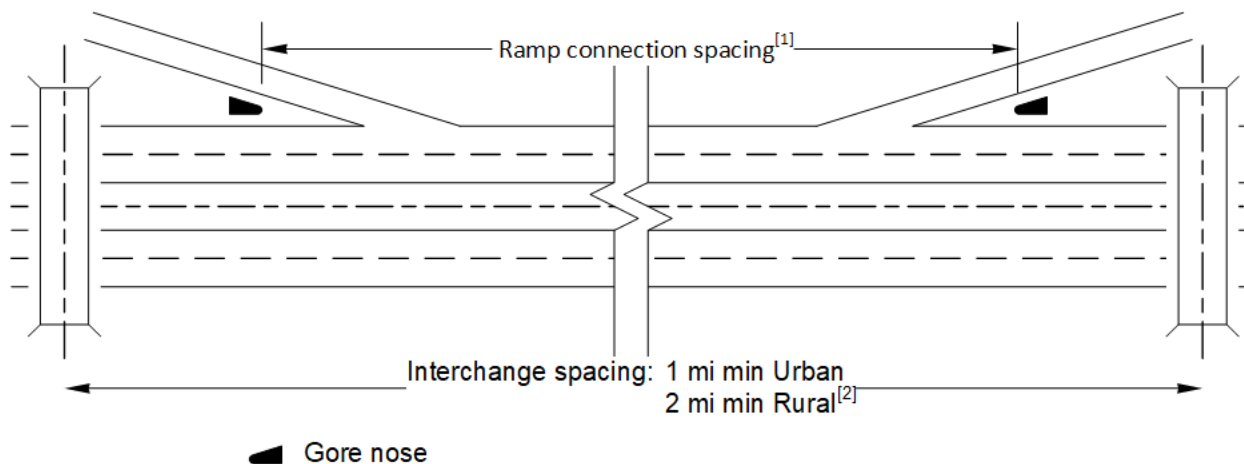 Ramp connection spacing[1]
Interchange spacing: 1 mi min Urban
2 mi min Rural[2]
Gore nose